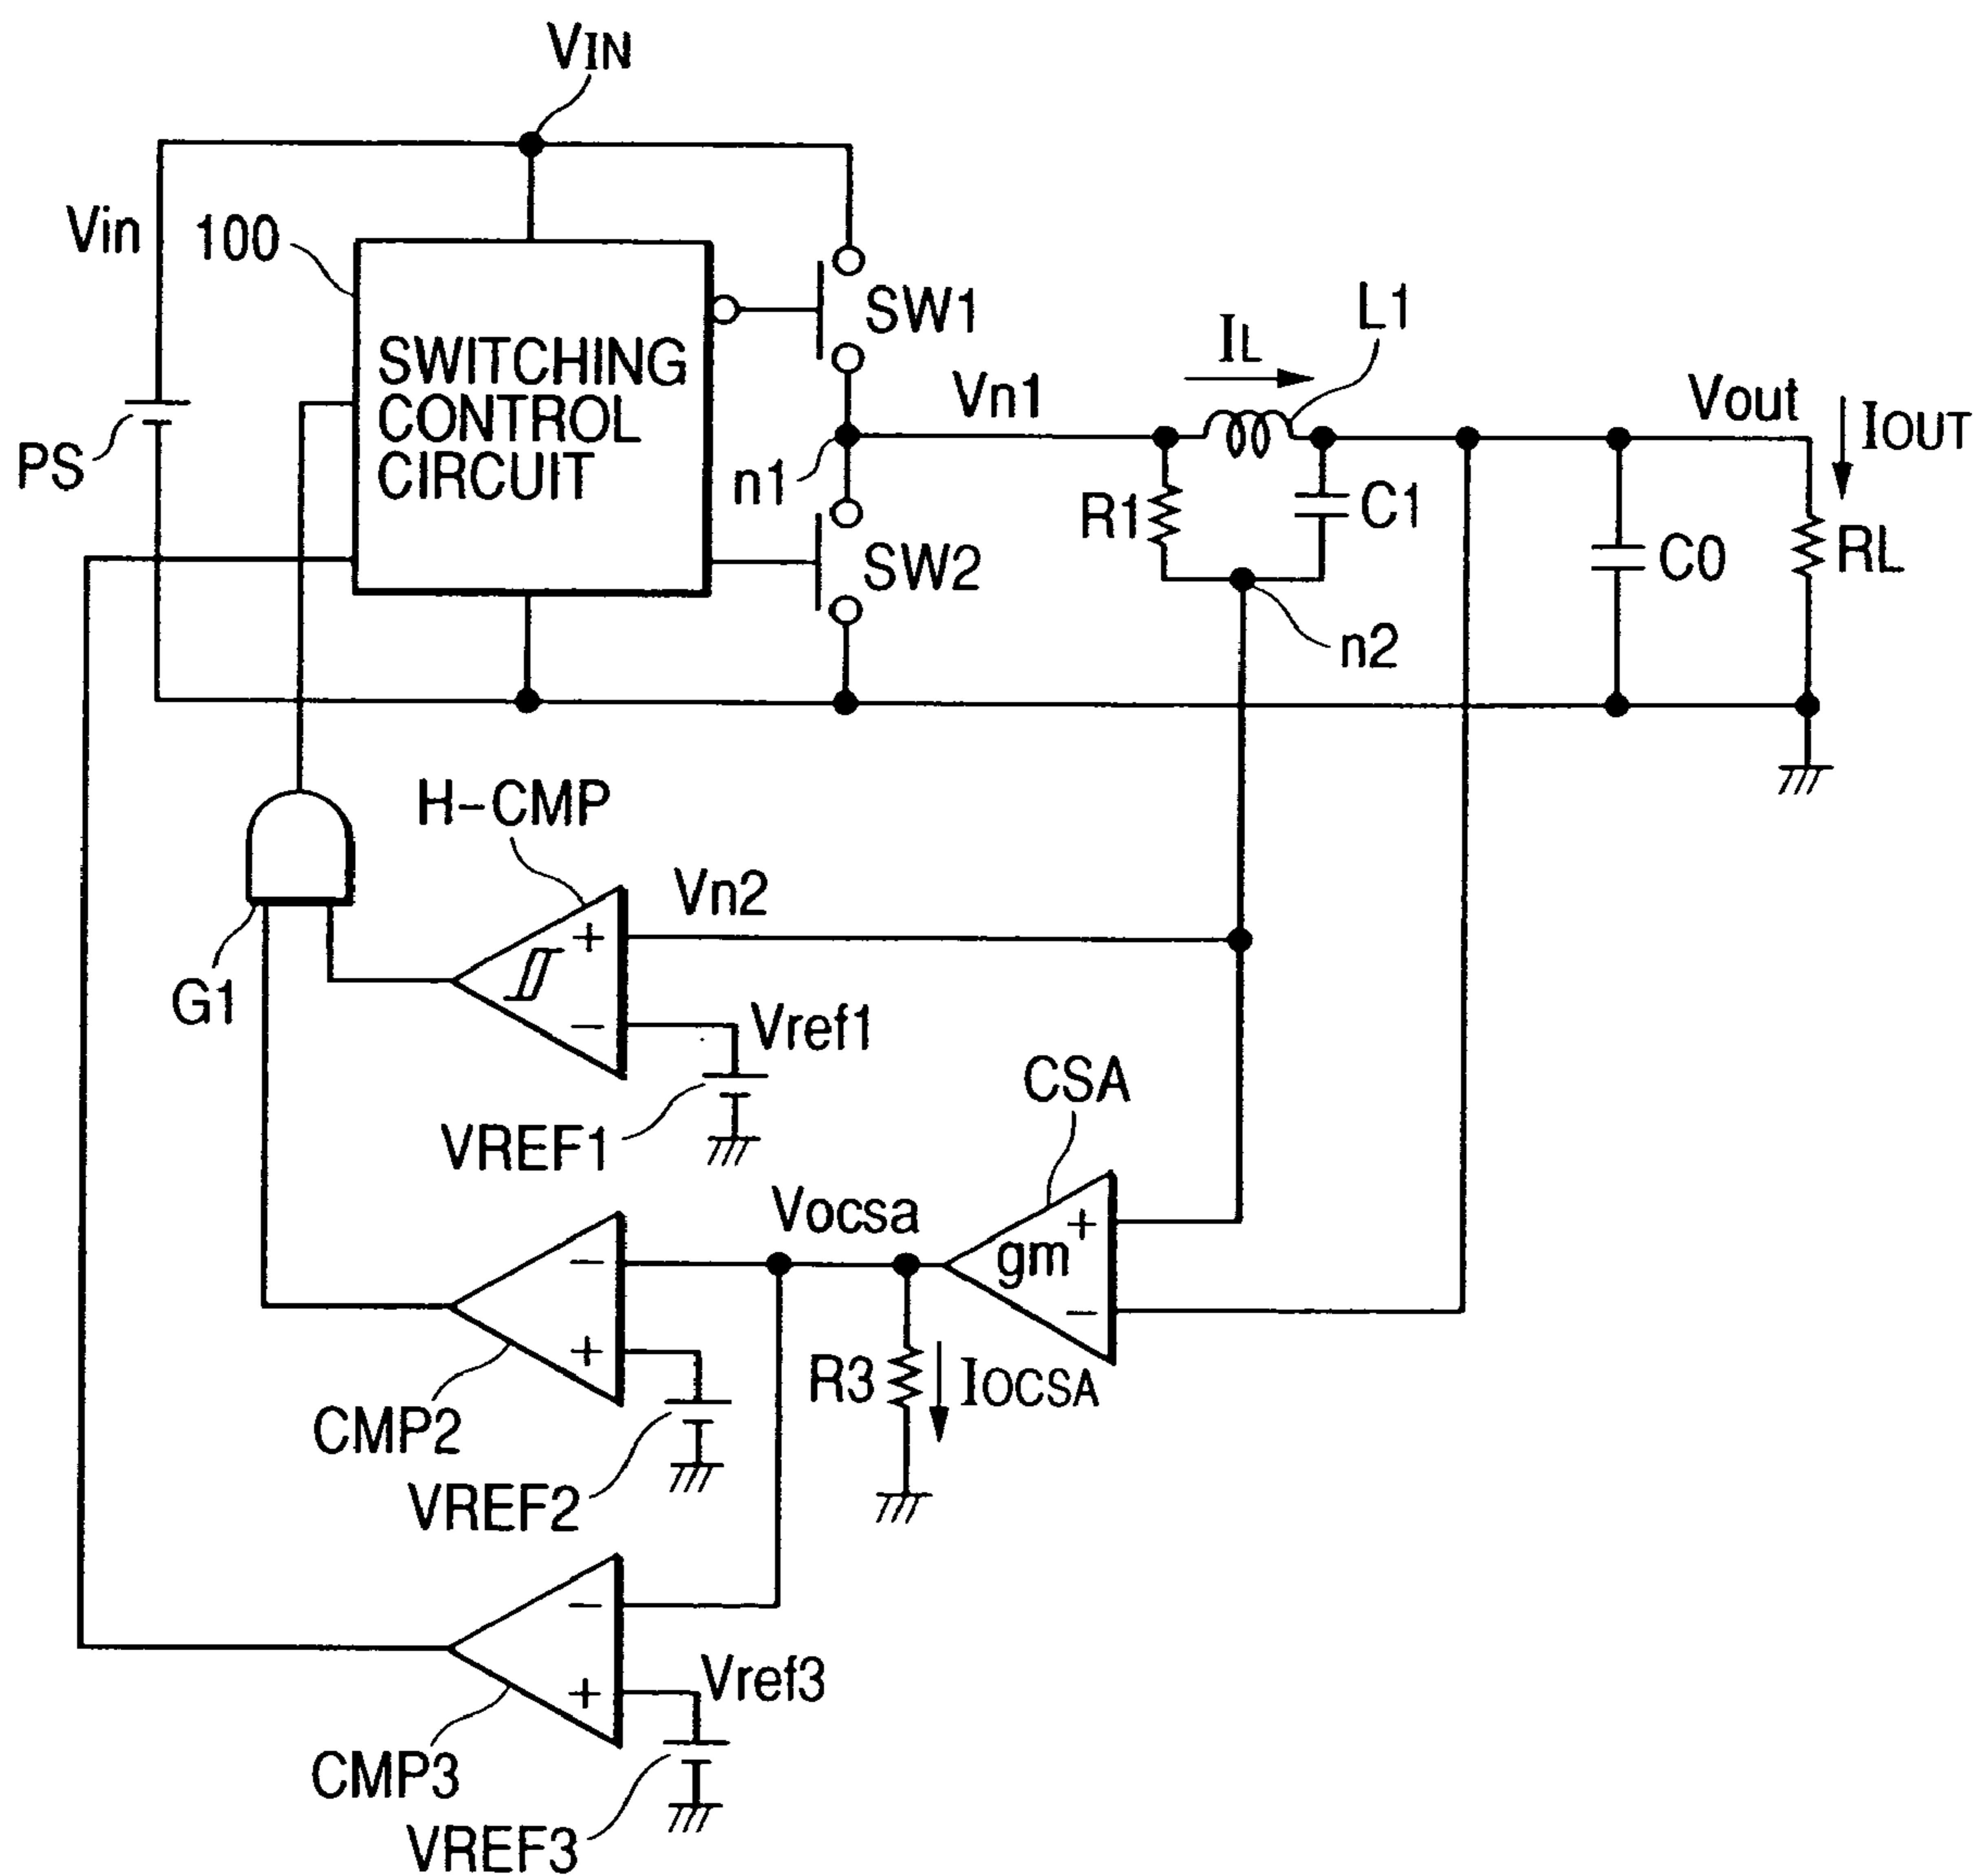 VIN
Vin
100
SWITCHING
CONTROL
CIRCUIT
SW1
PS
n1
Vn1
IL
L1
Vout
IOUT
R1
C1
SW2
C0
RL
n2
H-CMP
Vn2
+
−
G1
Vref1
VREF1
CSA
+
gm
−
Vocsa
−
+
R3
IOCSA
CMP2
VREF2
−
+
Vref3
CMP3
VREF3